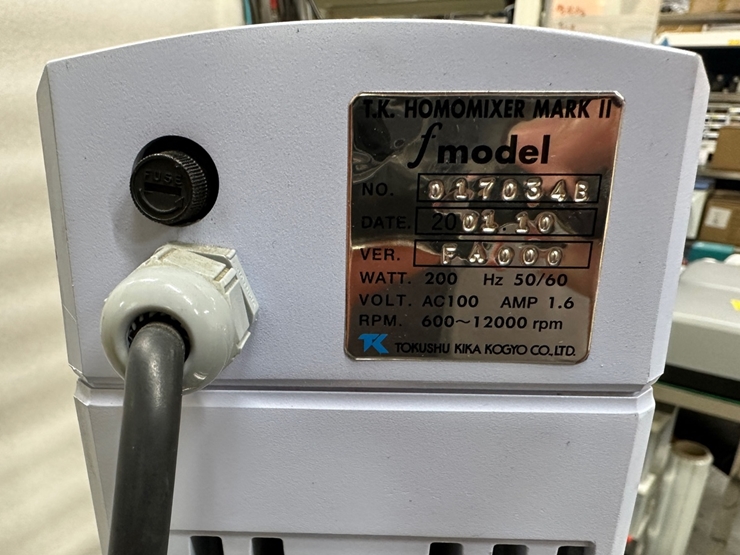 FUSE
T.K. HOMOMIXER MARK II
f model
NO. 017034B
DATE. 2001.10
VER. FA000
WATT. 200 Hz 50/60
VOLT. AC100 AMP 1.6
RPM. 600~12000 rpm
TK TOKUSHU KIKA KOGYO CO.,LTD.